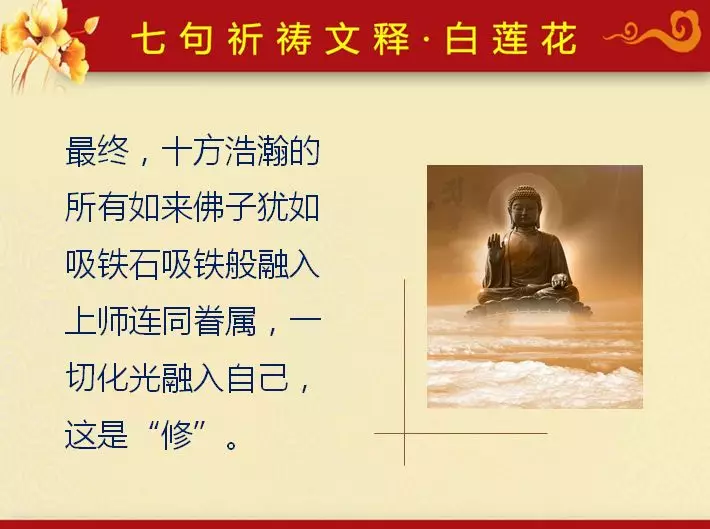 七句祈祷文释·白莲花
最终，十方浩瀚的
所有如来佛子犹如
吸铁石吸铁般融入
上师连同眷属，一
切化光融入自己，
这是“修”。